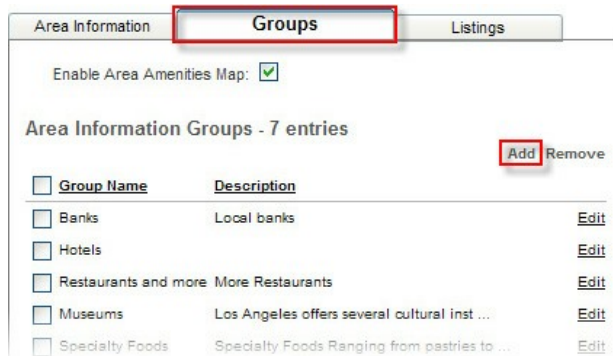 Area Information Groups Listings
Enable Area Amenities Map:
Area Information Groups - 7 entries
Add Remove
Group Name Description
Banks Local banks Edit
Hotels Edit
Restaurants and more More Restaurants Edit
Museums Los Angeles offers several cultural inst ... Edit
Specialty Foods Specialty Foods Ranging from pastries to ... Edit